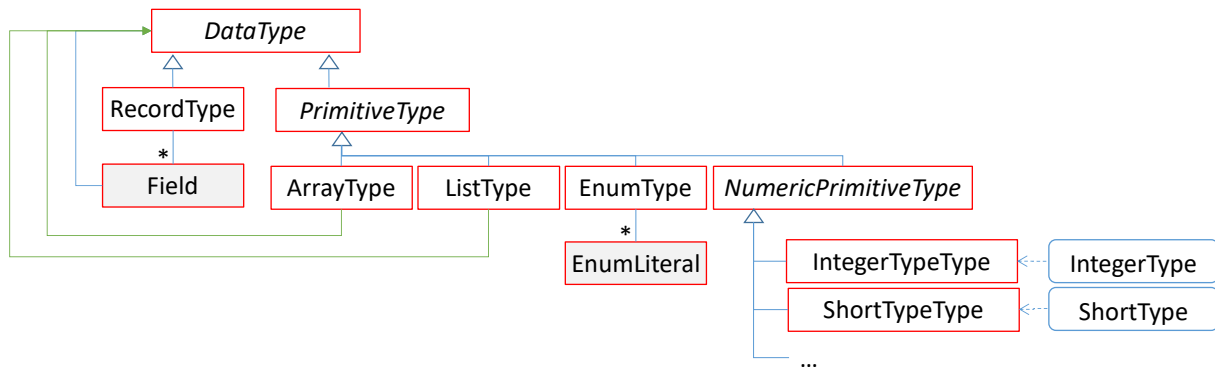 DataType
RecordType
PrimitiveType
*
Field
ArrayType
ListType
EnumType
NumericPrimitiveType
*
EnumLiteral
IntegerTypeType
IntegerType
ShortTypeType
ShortType
...